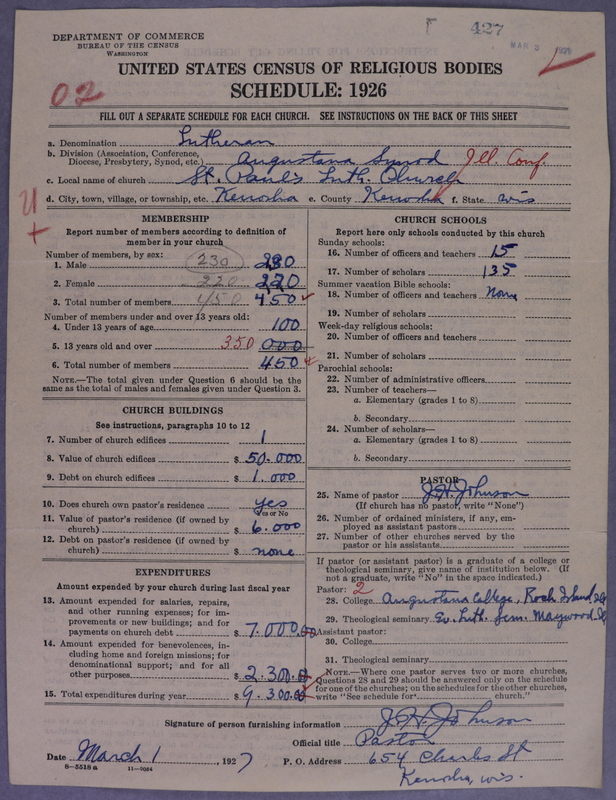 DEPARTMENT OF COMMERCE
BUREAU OF THE CENSUS
WASHINGTON
427
MAR 3
UNITED STATES CENSUS OF RELIGIOUS BODIES
02
SCHEDULE: 1926
FILL OUT A SEPARATE SCHEDULE FOR EACH CHURCH. SEE INSTRUCTIONS ON THE BACK OF THIS SHEET
a. Denomination Lutheran
b. Division (Association, Conference, Diocese, Presbytery, Synod, etc.) Augustana Synod Ill. Conf.
c. Local name of church St. Paul's Luth. Church
d. City, town, village, or township, etc. Kenosha e. County Kenosha f. State Wis
MEMBERSHIP
Report number of members according to definition of
member in your church
Number of members, by sex:
1. Male 230 230
2. Female 220 220
3. Total number of members 450 450
Number of members under and over 13 years old:
4. Under 13 years of age 100
5. 13 years old and over 350 000
6. Total number of members 450
NOTE.—The total given under Question 6 should be the
same as the total of males and females given under Question 3.
CHURCH BUILDINGS
See instructions, paragraphs 10 to 12
7. Number of church edifices 1
8. Value of church edifices $ 50.000
9. Debt on church edifices $ 1.000
10. Does church own pastor's residence yes
Yes or No
11. Value of pastor's residence (if owned by
church) $ 6.000
12. Debt on pastor's residence (if owned by
church) $ none
EXPENDITURES
Amount expended by your church during last fiscal year
13. Amount expended for salaries, repairs,
and other running expenses; for im-
provements or new buildings; and for
payments on church debt $ 7.000.00
14. Amount expended for benevolences, in-
cluding home and foreign missions; for
denominational support; and for all
other purposes $ 2.300.00
15. Total expenditures during year $ 9.300.00
CHURCH SCHOOLS
Report here only schools conducted by this church
Sunday schools:
16. Number of officers and teachers 15
17. Number of scholars 135
Summer vacation Bible schools:
18. Number of officers and teachers None
19. Number of scholars
Week-day religious schools:
20. Number of officers and teachers
21. Number of scholars
Parochial schools:
22. Number of administrative officers
23. Number of teachers—
a. Elementary (grades 1 to 8)
b. Secondary
24. Number of scholars—
a. Elementary (grades 1 to 8)
b. Secondary
PASTOR
25. Name of pastor J.H. Johnson
(If church has no pastor, write "None")
26. Number of ordained ministers, if any, em-
ployed as assistant pastors
27. Number of other churches served by the
pastor or his assistants
If pastor (or assistant pastor) is a graduate of a college or
theological seminary, give name of institution below. (If
not a graduate, write "No" in the space indicated.)
Pastor: 2
28. College Augustana College, Rock Island Ill
29. Theological seminary Ev. Luth. Sem. Maywood, Ill
Assistant pastor:
30. College
31. Theological seminary
NOTE.—Where one pastor serves two or more churches,
Questions 28 and 29 should be answered only on the schedule
for one of the churches; on the schedules for the other churches,
write "See schedule for church."
Signature of person furnishing information J.H. Johnson
Official title Pastor
Date March 1, 1927 P. O. Address 654 Charles St
Kenosha, Wis.
8-5518a 11-9054